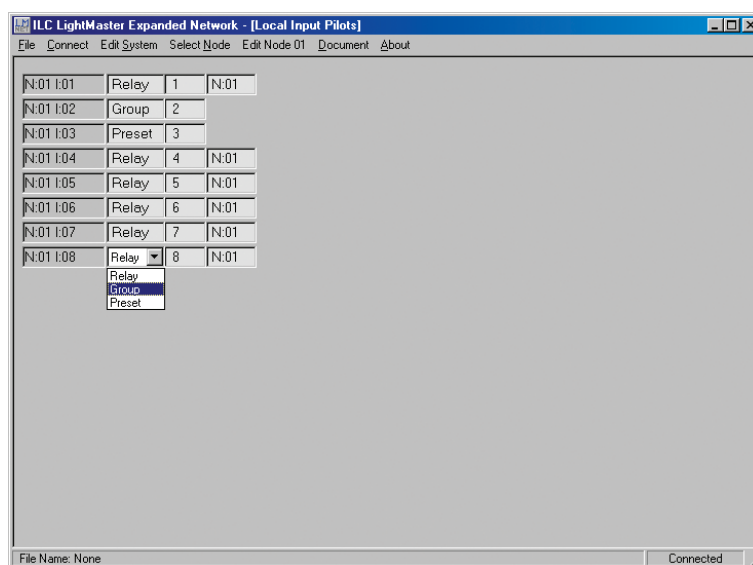 ILC LightMaster Expanded Network - [Local Input Pilots]
File Connect Edit System Select Node Edit Node 01 Document About
N:01 I:01 Relay 1 N:01
N:01 I:02 Group 2
N:01 I:03 Preset 3
N:01 I:04 Relay 4 N:01
N:01 I:05 Relay 5 N:01
N:01 I:06 Relay 6 N:01
N:01 I:07 Relay 7 N:01
N:01 I:08 Relay 8 N:01
Relay
Group
Preset
File Name: None Connected